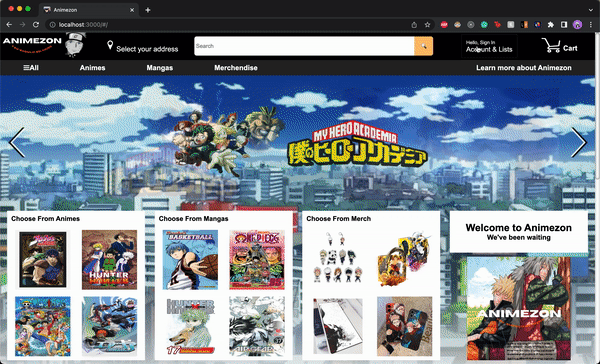 Animezon
localhost:3000/#/
ANIMEZON
Select your address
Search
Hello, Sign In
Account & Lists
Cart
All
Animes
Mangas
Merchendise
Learn more about Animezon
MY HERO ACADEMIA
僕のヒーローアカデミア
Choose From Animes
Choose From Mangas
Choose From Merch
Welcome to Animezon
We've been waiting
HUNTER
BASKETBALL
ONE PIECE
HUNTER
17
ANIMEZON